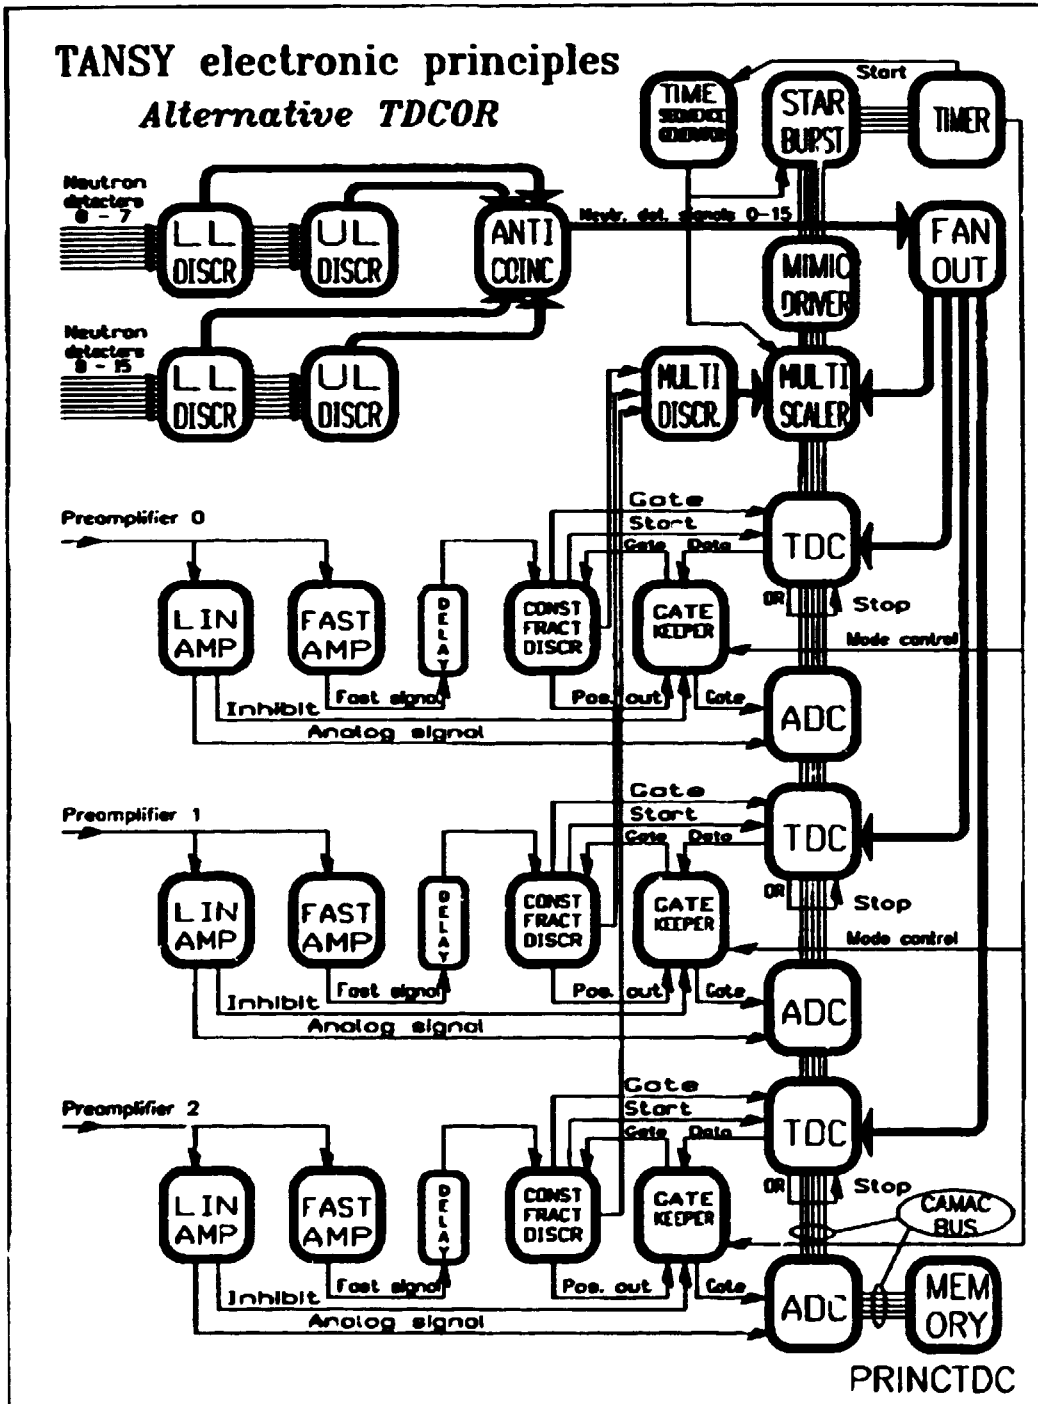 TANSY electronic principles
Alternative TDCOR
Start
TIME
SEQUENCE
GENERATOR
STAR
BURST
TIMER
Neutron
detectors
0 - 7
LL
DISCR
UL
DISCR
ANTI
COINC
Neutr. det. signals 0-15
FAN
OUT
MIMIC
DRIVER
Neutron
detectors
8 - 15
LL
DISCR
UL
DISCR
MULTI
DISCR.
MULTI
SCALER
Preamplifier 0
Gate
Start
Gate Data
TDC
LIN
AMP
FAST
AMP
DELAY
CONST
FRACT
DISCR
GATE
KEEPER
OR
Stop
Mode control
Fast signal
Pos. out
Gate
Inhibit
Analog signal
ADC
Preamplifier 1
Gate
Start
Gate Data
TDC
LIN
AMP
FAST
AMP
DELAY
CONST
FRACT
DISCR
GATE
KEEPER
OR
Stop
Mode control
Fast signal
Pos. out
Gate
Inhibit
Analog signal
ADC
Preamplifier 2
Gate
Start
Gate Data
TDC
LIN
AMP
FAST
AMP
DELAY
CONST
FRACT
DISCR
GATE
KEEPER
OR
Stop
CAMAC
BUS
Fast signal
Pos. out
Gate
Inhibit
Analog signal
ADC
MEM
ORY
PRINCTDC